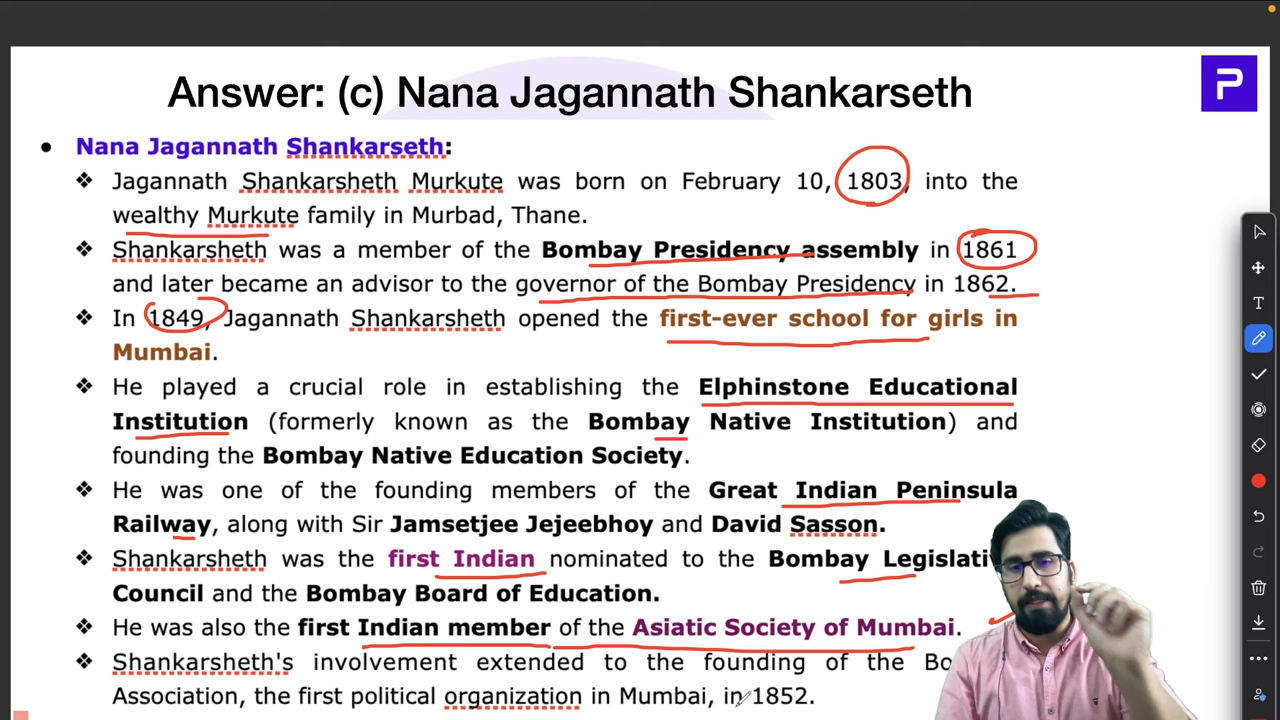 Answer: (c) Nana Jagannath Shankarseth
P
● Nana Jagannath Shankarseth:
❖ Jagannath Shankarsheth Murkute was born on February 10, 1803, into the
wealthy Murkute family in Murbad, Thane.
❖ Shankarsheth was a member of the Bombay Presidency assembly in 1861
and later became an advisor to the governor of the Bombay Presidency in 1862.
❖ In 1849, Jagannath Shankarsheth opened the first-ever school for girls in
Mumbai.
❖ He played a crucial role in establishing the Elphinstone Educational
Institution (formerly known as the Bombay Native Institution) and
founding the Bombay Native Education Society.
❖ He was one of the founding members of the Great Indian Peninsula
Railway, along with Sir Jamsetjee Jejeebhoy and David Sasson.
❖ Shankarsheth was the first Indian nominated to the Bombay
Council and the Bombay Board of Education.
❖ He was also the first Indian member of the Asiatic Society of Mumbai.
❖ Shankarsheth's involvement extended to the founding of the
Association, the first political organization in Mumbai, in 1852.
T